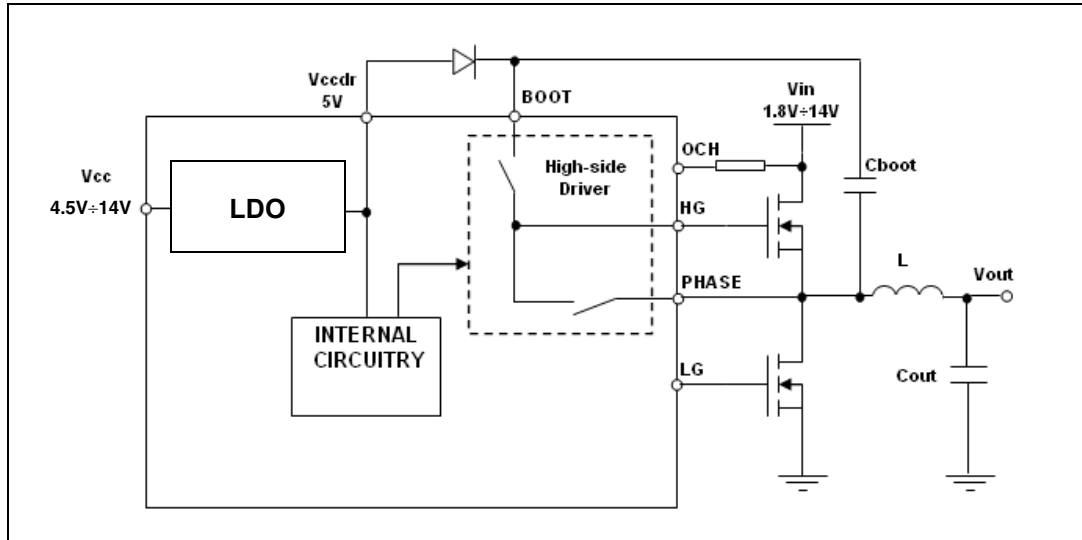 Vccdr
5V
BOOT
Vin
1.8V÷14V
OCH
High-side
Driver
Cboot
Vcc
4.5V÷14V
LDO
HG
L
Vout
PHASE
INTERNAL
CIRCUITRY
LG
Cout